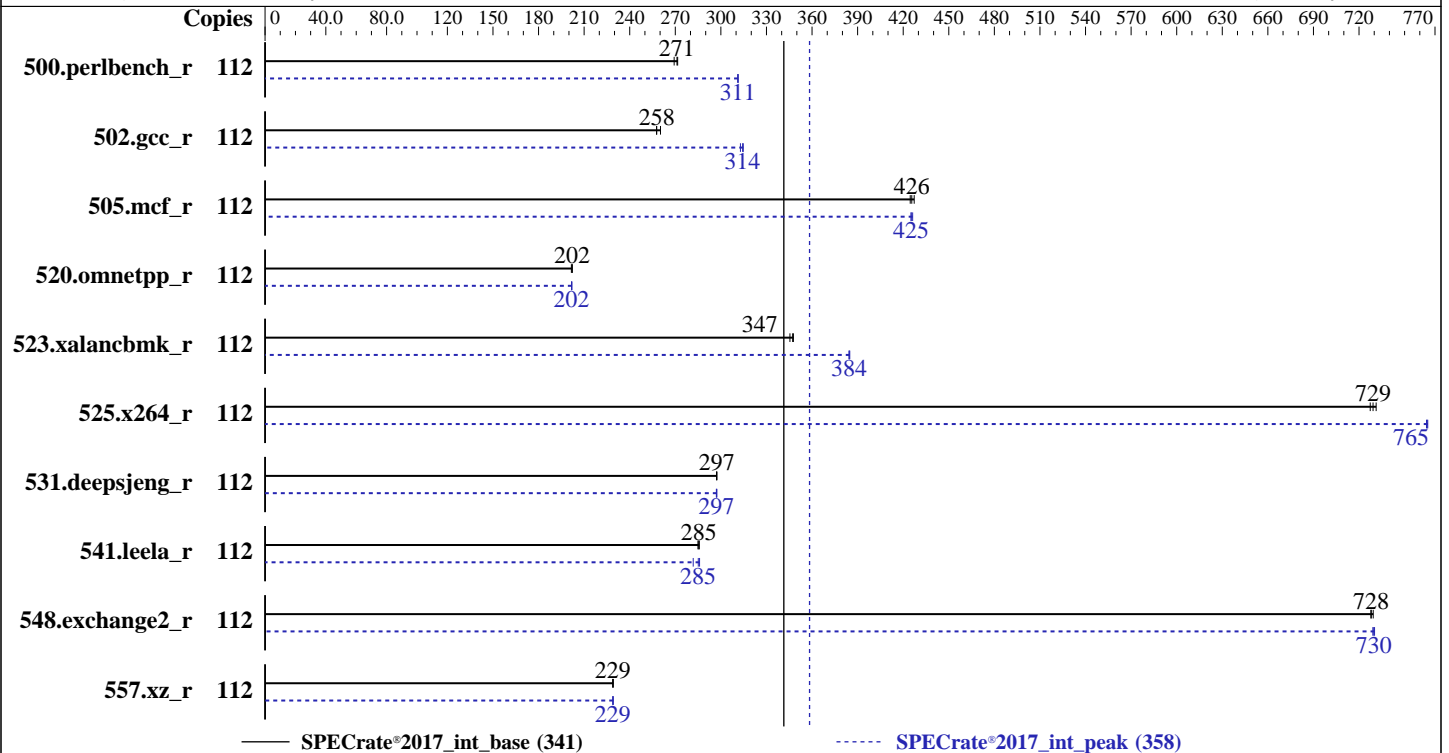 Copies 0 40.0 80.0 120 150 180 210 240 270 300 330 360 390 420 450 480 510 540 570 600 630 660 690 720 770
271
500.perlbench_r 112
311
258
502.gcc_r 112
314
426
505.mcf_r 112
425
202
520.omnetpp_r 112
202
347
523.xalancbmk_r 112
384
729
525.x264_r 112
765
297
531.deepsjeng_r 112
297
285
541.leela_r 112
285
728
548.exchange2_r 112
730
229
557.xz_r 112
229
SPECrate®2017_int_base (341) SPECrate®2017_int_peak (358)